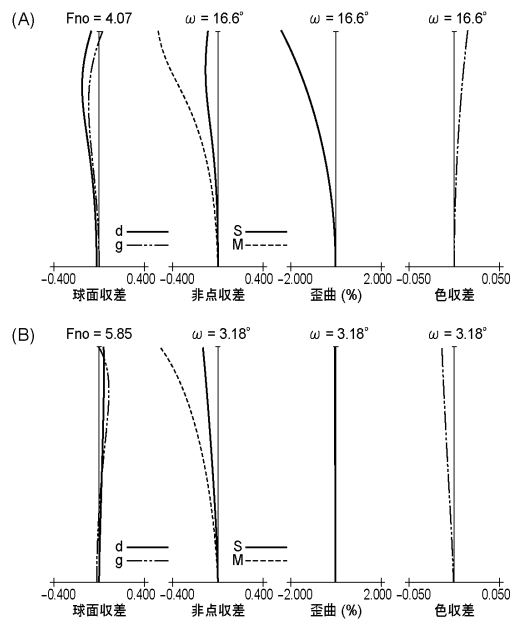 (A) Fno = 4.07 ω = 16.6° ω = 16.6° ω = 16.6°
d S
g M
-0.400 0.400 -0.400 0.400 -2.000 2.000 -0.050 0.050
球面収差 非点収差 歪曲 (%) 色収差
(B) Fno = 5.85 ω = 3.18° ω = 3.18° ω = 3.18°
d S
g M
-0.400 0.400 -0.400 0.400 -2.000 2.000 -0.050 0.050
球面収差 非点収差 歪曲 (%) 色収差